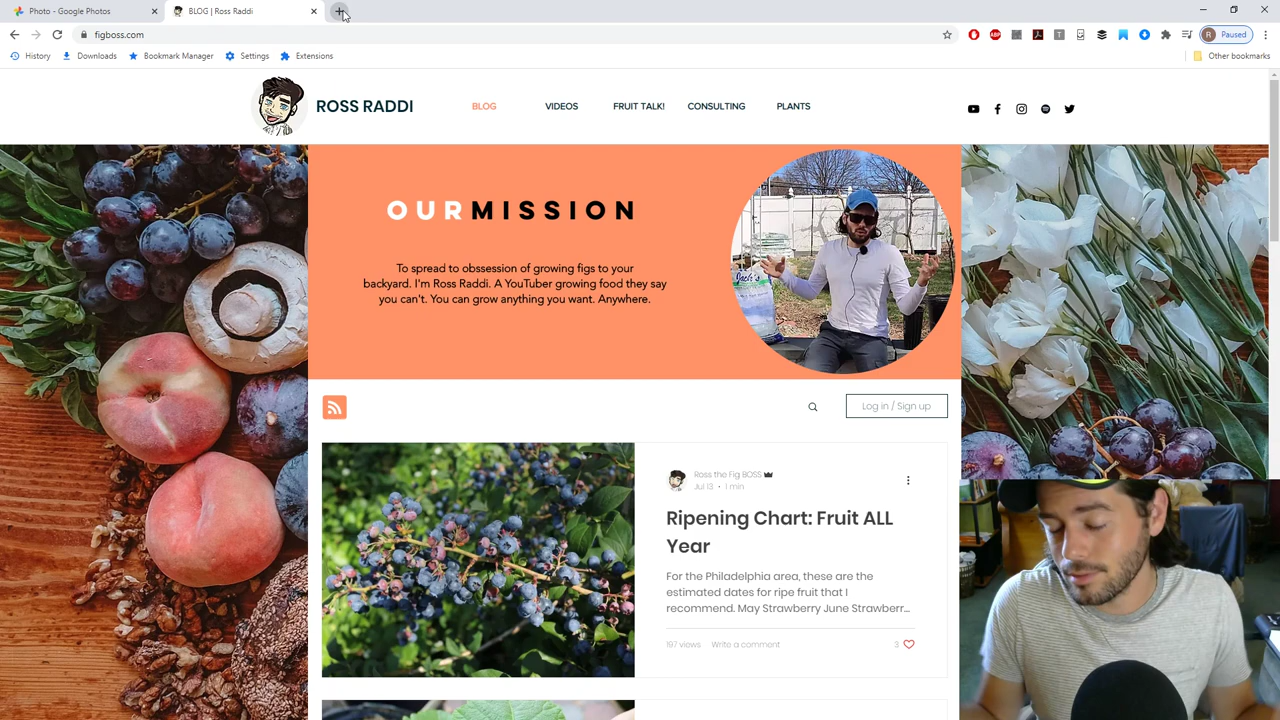 Photo - Google Photos
BLOG | Ross Raddi
figboss.com
Paused
History
Downloads
Bookmark Manager
Settings
Extensions
Other bookmarks
ROSS RADDI
BLOG
VIDEOS
FRUIT TALK!
CONSULTING
PLANTS
OUR MISSION
To spread to obssession of growing figs to your
backyard. I'm Ross Raddi. A YouTuber growing food they say
you can't. You can grow anything you want. Anywhere.
Log in / Sign up
Ross the Fig BOSS
Jul 13 · 1 min
Ripening Chart: Fruit ALL
Year
For the Philadelphia area, these are the
estimated dates for ripe fruit that I
recommend. May Strawberry June Strawberr...
197 views Write a comment
3